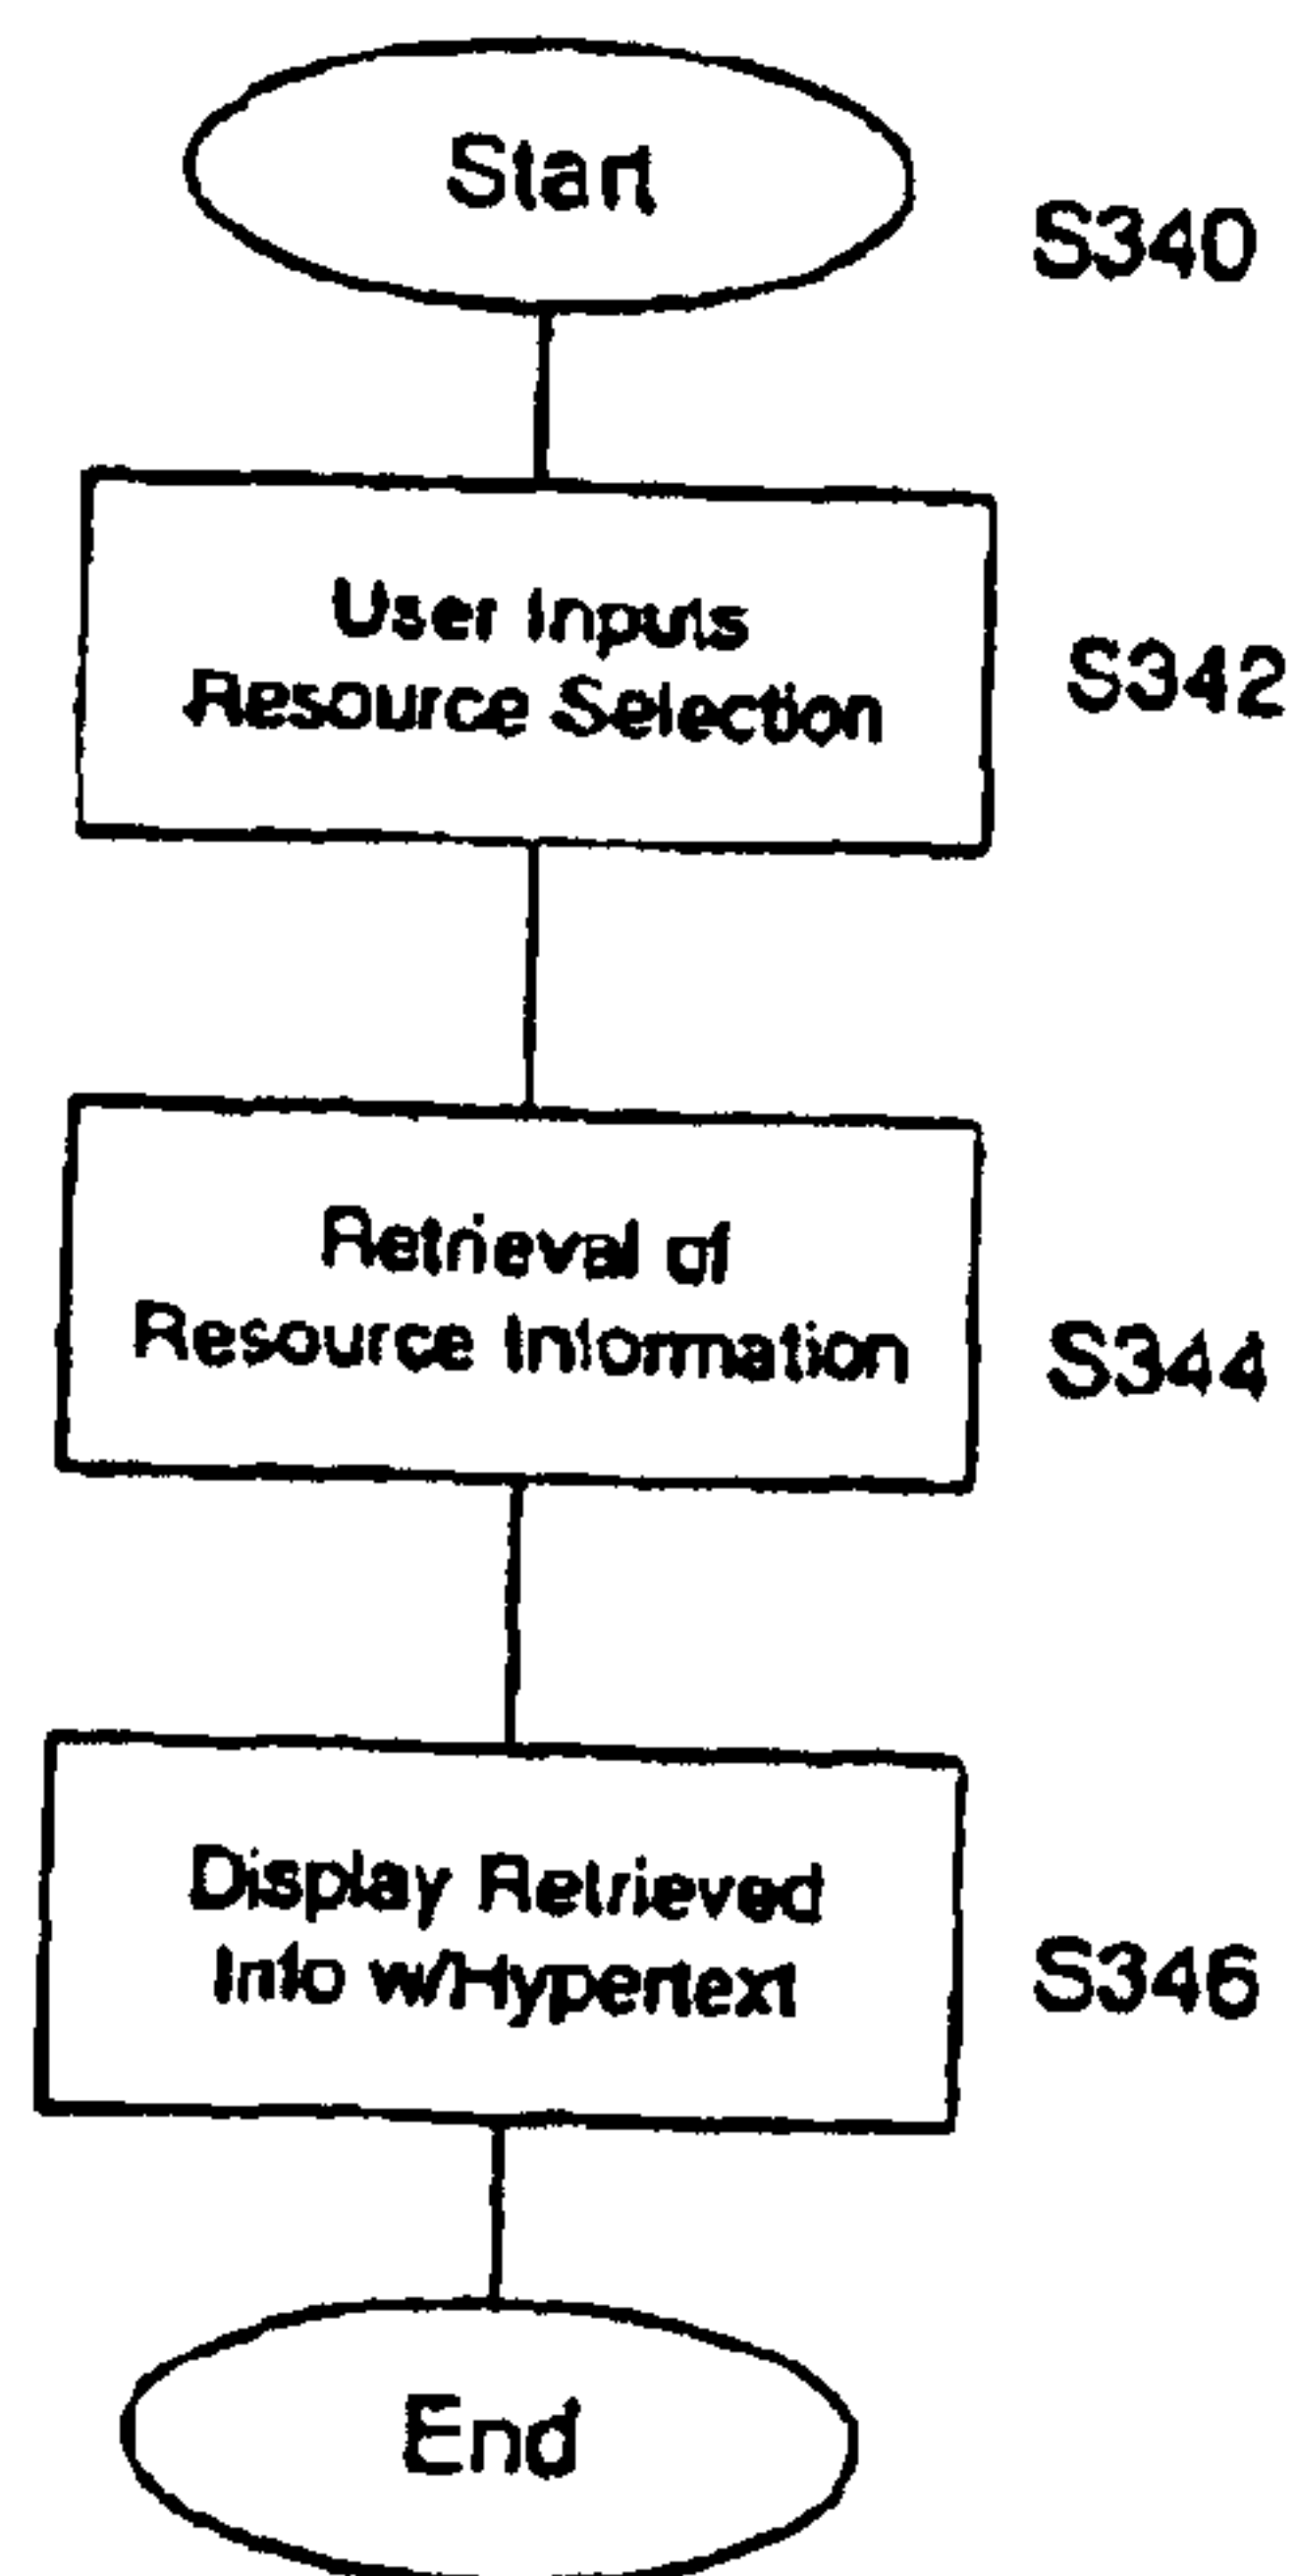 Start
S340
User Inputs
Resource Selection
S342
Retrieval of
Resource Information
S344
Display Retrieved
Info w/Hypertext
S346
End